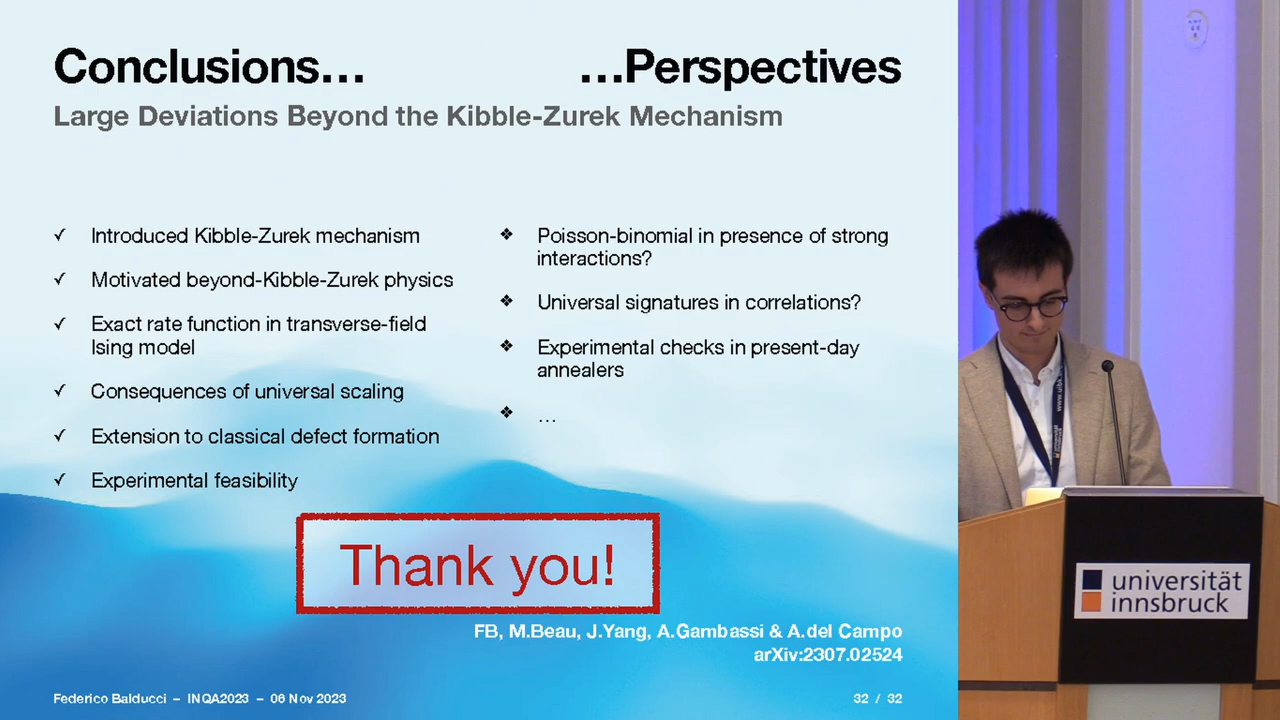 Conclusions… …Perspectives
Large Deviations Beyond the Kibble-Zurek Mechanism
✓ Introduced Kibble-Zurek mechanism
✓ Motivated beyond-Kibble-Zurek physics
✓ Exact rate function in transverse-field
Ising model
✓ Consequences of universal scaling
✓ Extension to classical defect formation
✓ Experimental feasibility
❖ Poisson-binomial in presence of strong
interactions?
❖ Universal signatures in correlations?
❖ Experimental checks in present-day
annealers
❖ …
Thank you!
FB, M.Beau, J.Yang, A.Gambassi & A.del Campo
arXiv:2307.02524
Federico Balducci – INQA2023 – 06 Nov 2023
32 / 32
universität
innsbruck